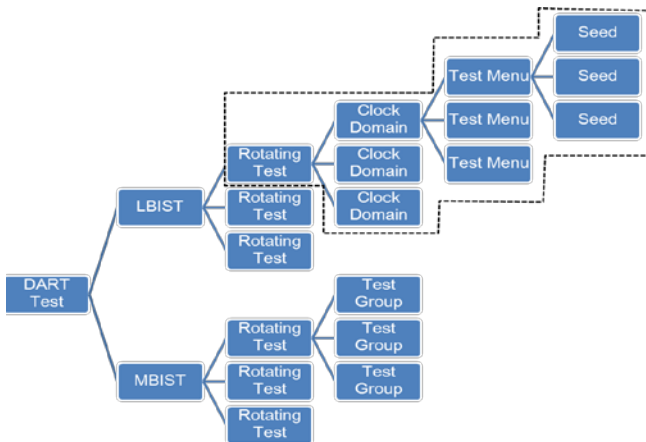 Seed
Test Menu
Seed
Clock
Domain
Test Menu
Seed
Rotating
Test
Clock
Domain
Test Menu
LBIST
Rotating
Test
Clock
Domain
Rotating
Test
DART
Test
Test
Group
Rotating
Test
Test
Group
MBIST
Rotating
Test
Test
Group
Rotating
Test